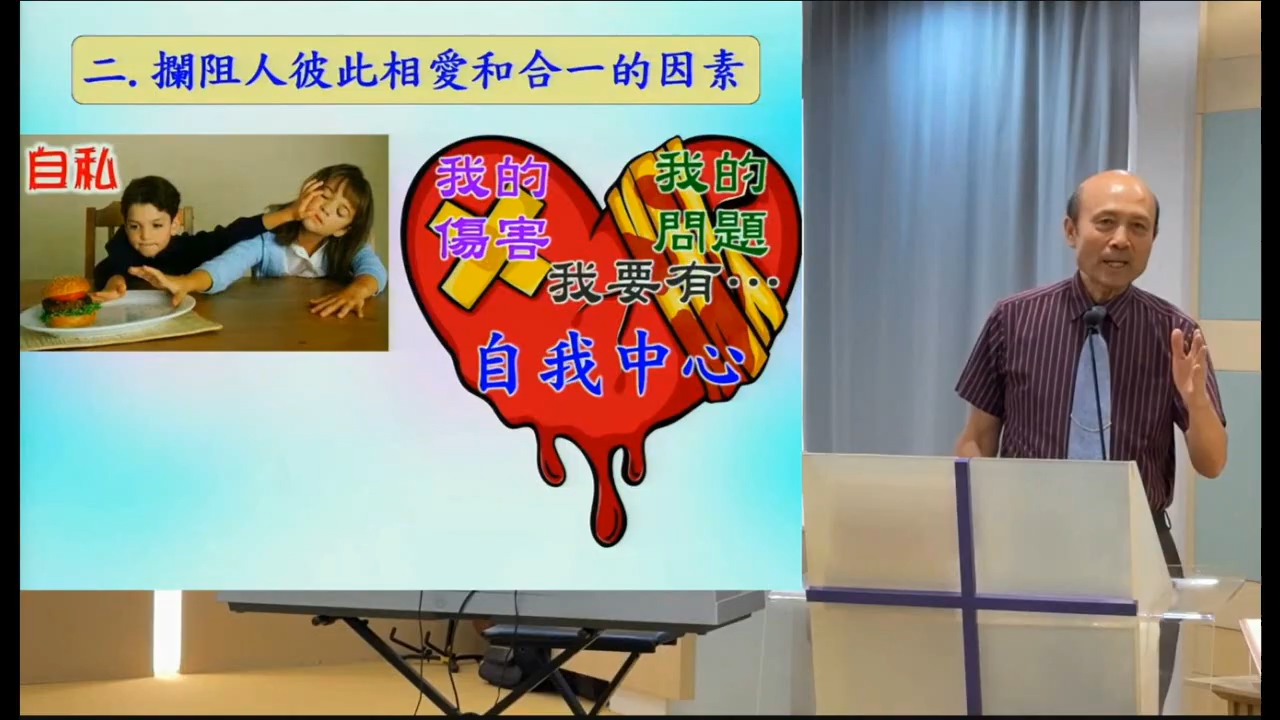 二.攔阻人彼此相愛和合一的因素
自私
我的
傷害
我的
問題
我要有…
自我中心